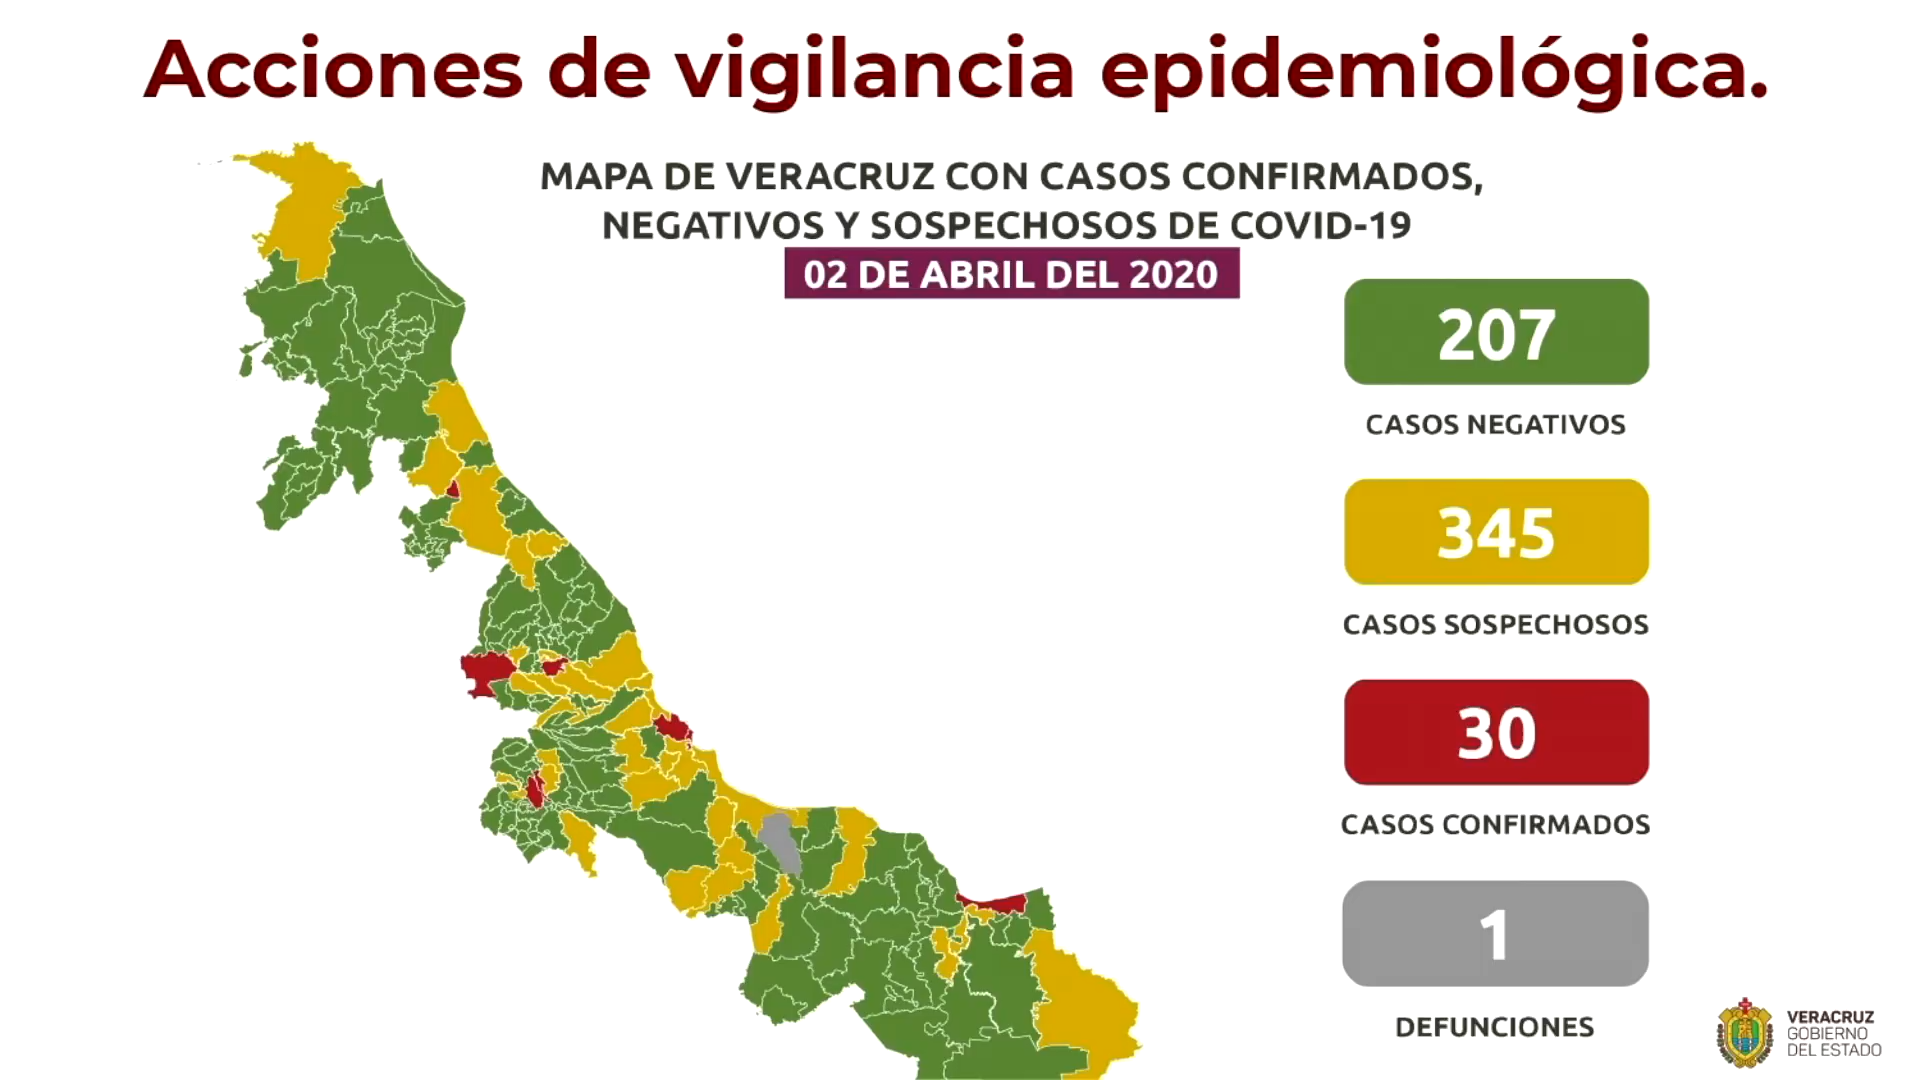 Acciones de vigilancia epidemiológica.
MAPA DE VERACRUZ CON CASOS CONFIRMADOS,
NEGATIVOS Y SOSPECHOSOS DE COVID-19
02 DE ABRIL DEL 2020
207
CASOS NEGATIVOS
345
CASOS SOSPECHOSOS
30
CASOS CONFIRMADOS
1
DEFUNCIONES
VERACRUZ
GOBIERNO
DEL ESTADO